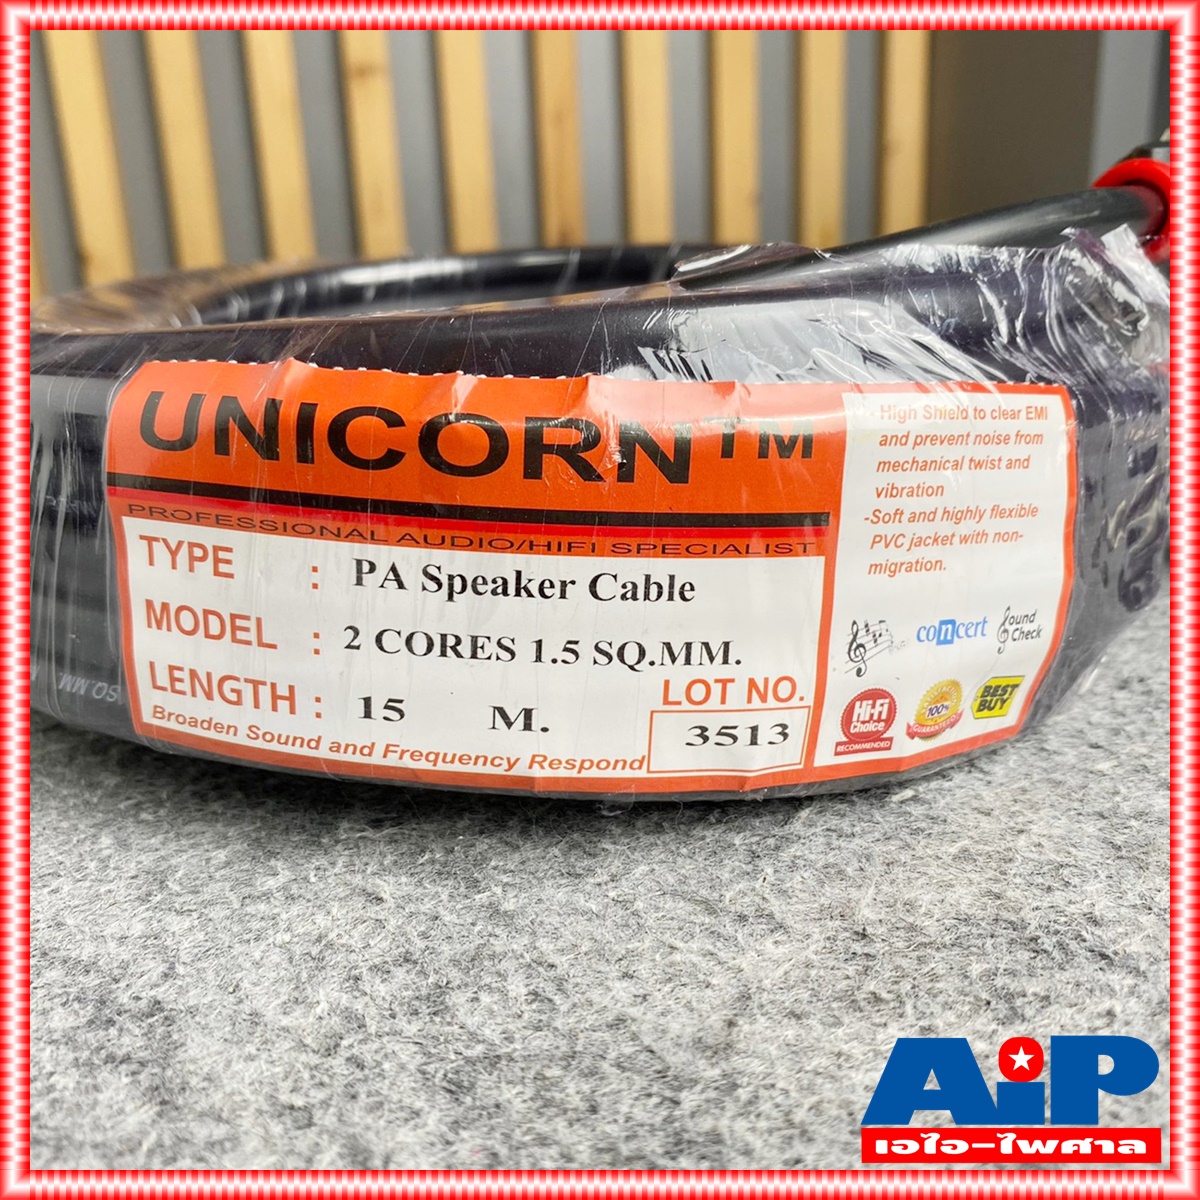 UNICORN™
PROFESSIONAL AUDIO/HIFI SPECIALIST
TYPE : PA Speaker Cable
MODEL : 2 CORES 1.5 SQ.MM.
LENGTH : 15 M.
LOT NO.
3513
Broaden Sound and Frequency Respond
-High Shield to clear EMI
and prevent noise from
mechanical twist and
vibration
-Soft and highly flexible
PVC jacket with non-
migration.
concert
Sound
Check
Hi-Fi
Choice
RECOMMENDED
100%
GUARANTEED
BEST
BUY
SQ.MM.
AiP
เอไอ-ไพศาล